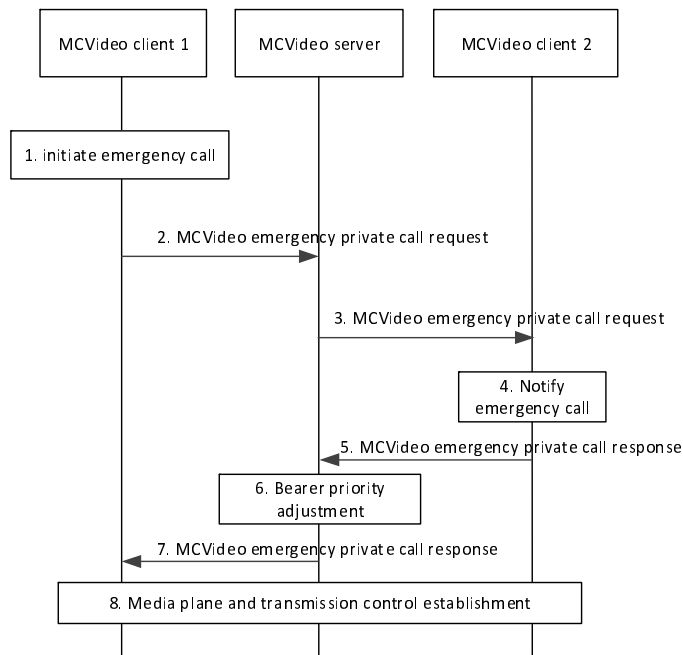 MCVideo client 1
MCVideo server
MCVideo client 2
1. initiate emergency call
2. MCVideo emergency private call request
3. MCVideo emergency private call request
4. Notify
emergency call
5. MCVideo emergency private call response
6. Bearer priority
adjustment
7. MCVideo emergency private call response
8. Media plane and transmission control establishment